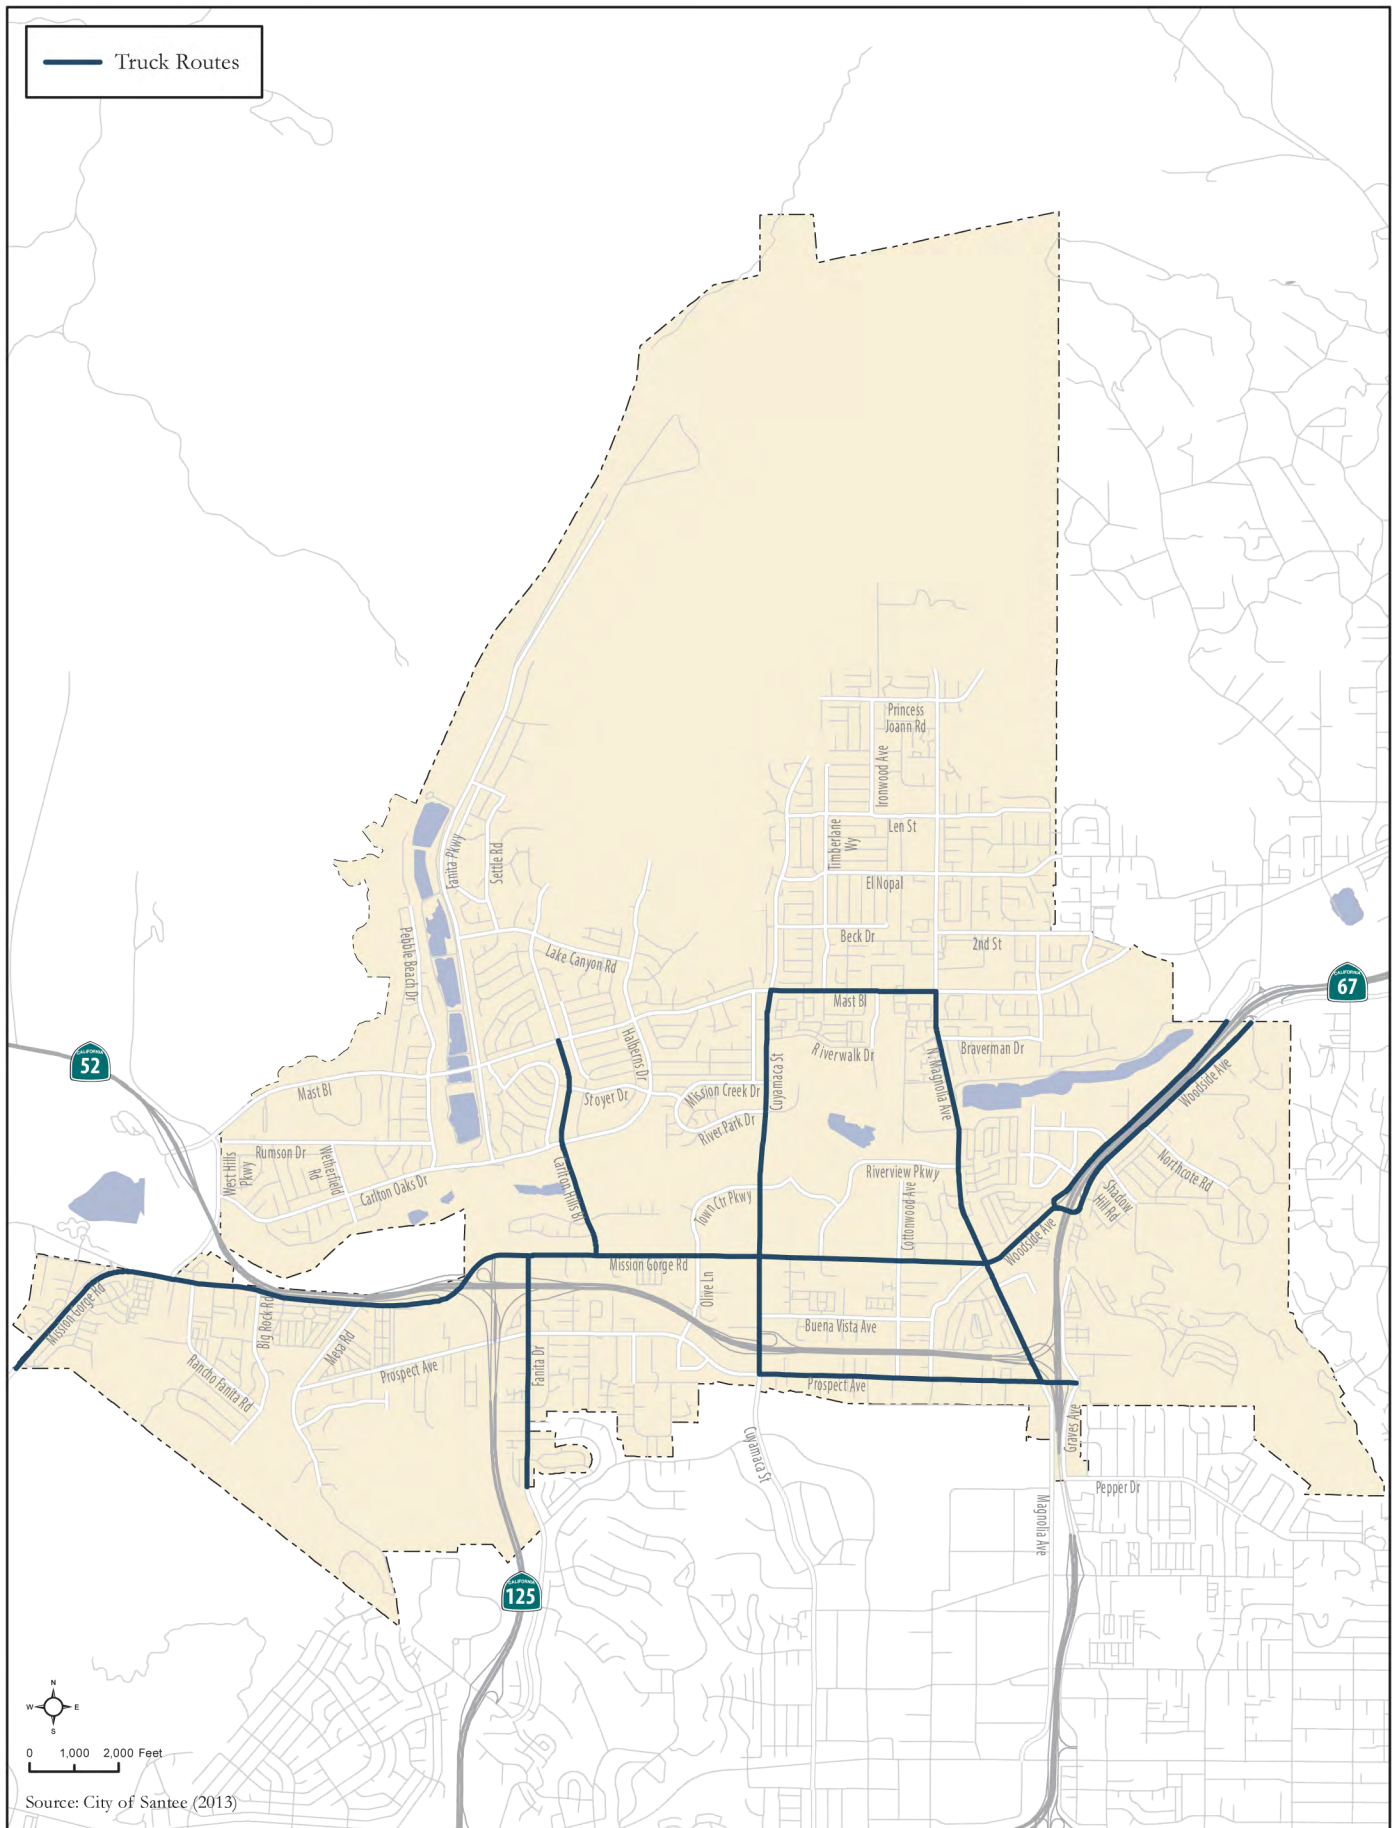 Truck Routes
Princess
Joann Rd
Ironwood Ave
Len St
Timberlane
Wy
El Nopal
Fanita Pkwy
Settle Rd
Beck Dr
2nd St
Pebble Beach Dr
Lake Canyon Rd
CALIFORNIA
67
Mast Bl
Halberns Dr
Riverwalk Dr
N. Magnolia Ave
Braverman Dr
CALIFORNIA
52
Cuyamaca St
Woodside Ave
Mast Bl
Stoyer Dr
Mission Creek Dr
River Park Dr
Rumson Dr
West Hills
Pkwy
Wetherfield
Rd
Carlton Oaks Dr
Carlton Hills Bl
Riverview Pkwy
Northcote Rd
Shadow
Hill Rd
Town Ctr Pkwy
Cottonwood Ave
Woodside Ave
Mission Gorge Rd
Olive Ln
Mission Gorge Rd
Big Rock Rd
Mesa Rd
Buena Vista Ave
Rancho Fanita Rd
Prospect Ave
Fanita Dr
Prospect Ave
Graves Ave
Cuyamaca St
Pepper Dr
Magnolia Ave
CALIFORNIA
125
N
W E
S
0 1,000 2,000 Feet
Source: City of Santee (2013)